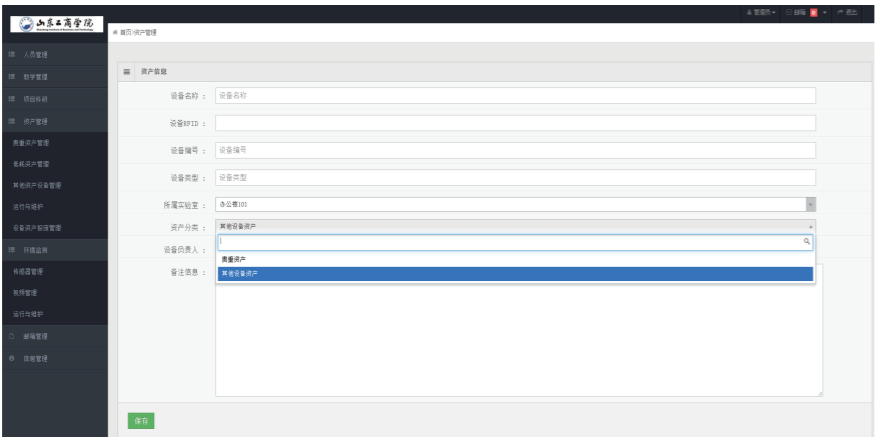 管理员 邮箱 退出
山东工商学院
首页/资产管理
人员管理
教学管理
项目科研
资产管理
贵重资产管理
低耗资产管理
其他资产设备管理
运行与维护
设备资产报废管理
环境监测
传感器管理
视频管理
运行与维护
邮箱管理
资产信息
设备名称 : 设备名称
设备RFID :
设备编号 : 设备编号
设备类型 : 设备类型
所属实验室 : 办公楼101
资产分类 : 其他设备资产
设备负责人 :
贵重资产
其他设备资产
备注信息 :
保存